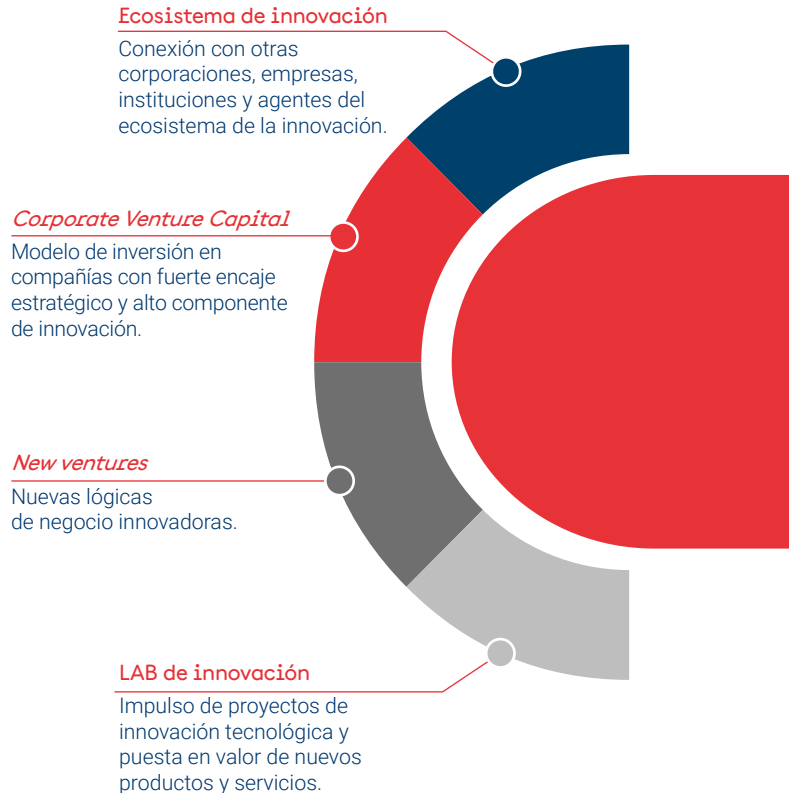 Ecosistema de innovación
Conexión con otras
corporaciones, empresas,
instituciones y agentes del
ecosistema de la innovación.
Corporate Venture Capital
Modelo de inversión en
compañías con fuerte encaje
estratégico y alto componente
de innovación.
New ventures
Nuevas lógicas
de negocio innovadoras.
LAB de innovación
Impulso de proyectos de
innovación tecnológica y
puesta en valor de nuevos
productos y servicios.